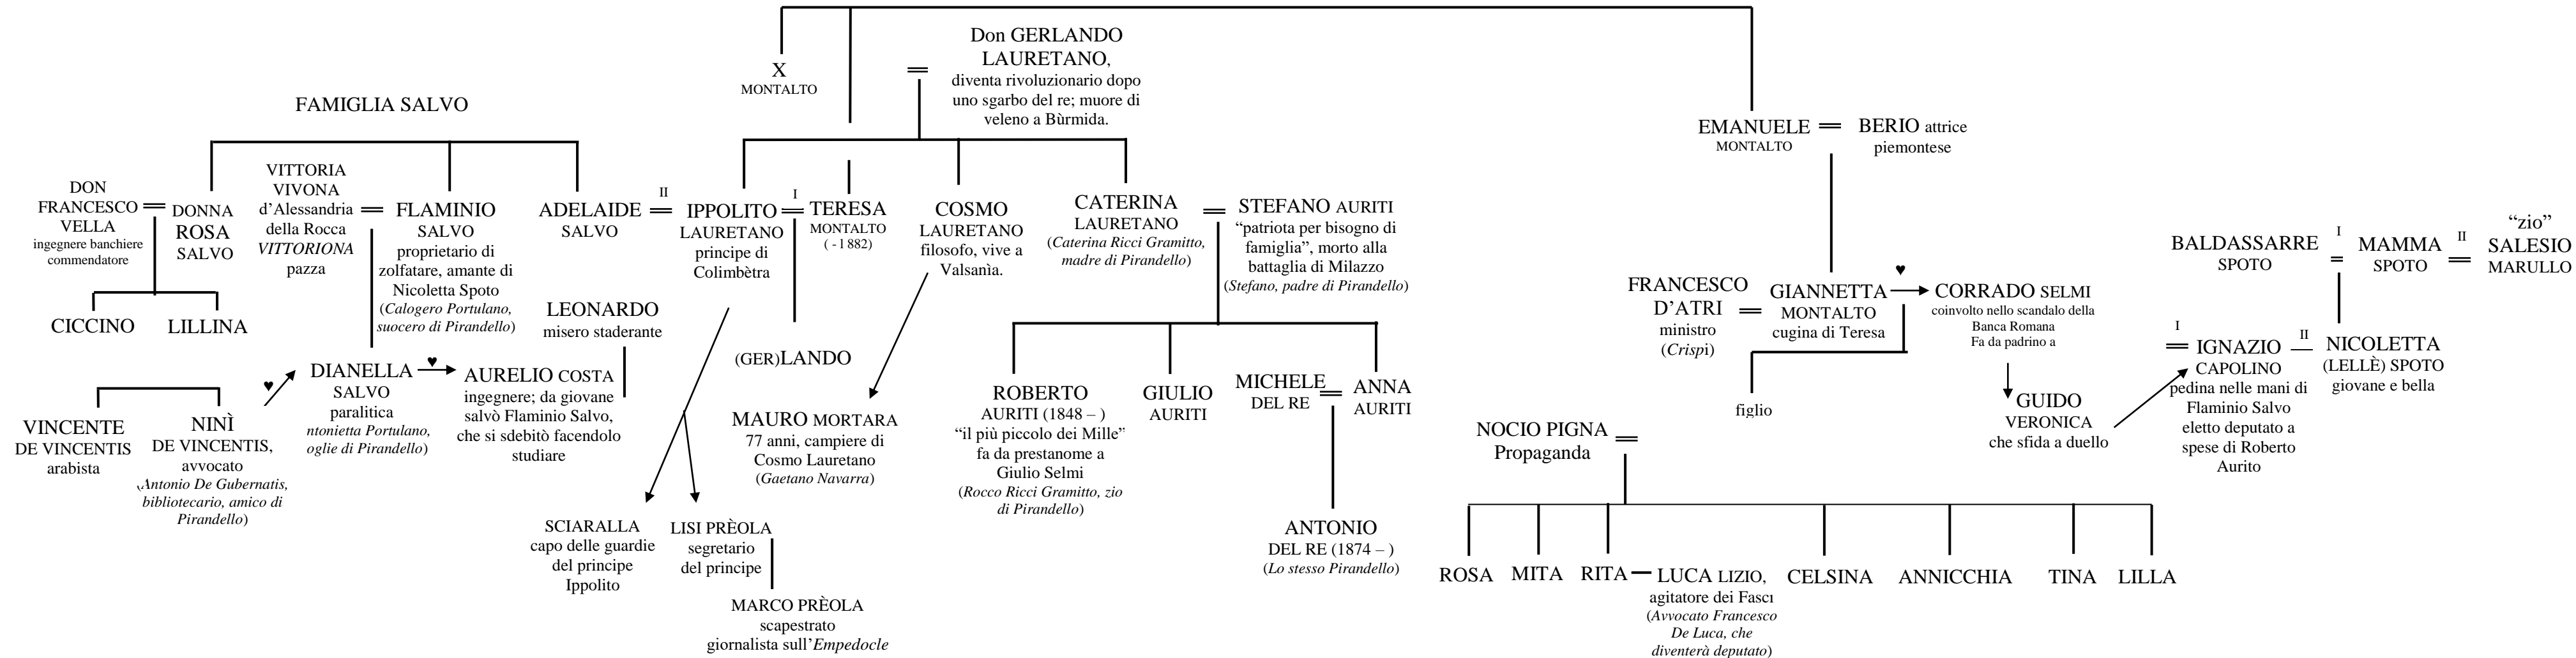 Don GERLANDO
LAURETANO,
diventa rivoluzionario dopo
uno sgarbo del re; muore di
veleno a Bùrmida.
X
MONTALTO
FAMIGLIA SALVO
EMANUELE
MONTALTO
BERIO attrice
piemontese
DON
FRANCESCO
VELLA
ingegnere banchiere
commendatore
DONNA
ROSA
SALVO
VITTORIA
VIVONA
d’Alessandria
della Rocca
VITTORIONA
pazza
FLAMINIO
SALVO
proprietario di
zolfatare, amante di
Nicoletta Spoto
(Calogero Portulano,
suocero di Pirandello)
ADELAIDE
SALVO
II
IPPOLITO
LAURETANO
principe di
Colimbètra
I
TERESA
MONTALTO
( - 1882)
COSMO
LAURETANO
filosofo, vive a
Valsanìa.
CATERINA
LAURETANO
(Caterina Ricci Gramitto,
madre di Pirandello)
STEFANO AURITI
“patriota per bisogno di
famiglia”, morto alla
battaglia di Milazzo
(Stefano, padre di Pirandello)
BALDASSARRE
SPOTO
I
MAMMA
SPOTO
II
“zio”
SALESIO
MARULLO
CICCINO
LILLINA
LEONARDO
misero staderante
(GER)LANDO
FRANCESCO
D’ATRI
ministro
(Crispi)
GIANNETTA
MONTALTO
cugina di Teresa
♥
CORRADO SELMI
coinvolto nello scandalo della
Banca Romana
Fa da padrino a
I
IGNAZIO
CAPOLINO
pedina nelle mani di
Flaminio Salvo
eletto deputato a
spese di Roberto
Aurito
II
NICOLETTA
(LELLÈ) SPOTO
giovane e bella
VINCENTE
DE VINCENTIS
arabista
NINÌ
DE VINCENTIS,
avvocato
(Antonio De Gubernatis,
bibliotecario, amico di
Pirandello)
♥
DIANELLA
SALVO
paralitica
ntonietta Portulano,
oglie di Pirandello)
♥
AURELIO COSTA
ingegnere; da giovane
salvò Flaminio Salvo,
che si sdebitò facendolo
studiare
MAURO MORTARA
77 anni, campiere di
Cosmo Lauretano
(Gaetano Navarra)
ROBERTO
AURITI (1848 – )
“il più piccolo dei Mille”
fa da prestanome a
Giulio Selmi
(Rocco Ricci Gramitto, zio
di Pirandello)
GIULIO
AURITI
MICHELE
DEL RE
ANNA
AURITI
figlio
GUIDO
VERONICA
che sfida a duello
NOCIO PIGNA
Propaganda
SCIARALLA
capo delle guardie
del principe
Ippolito
LISI PRÈOLA
segretario
del principe
MARCO PRÈOLA
scapestrato
giornalista sull’Empedocle
ANTONIO
DEL RE (1874 – )
(Lo stesso Pirandello)
ROSA
MITA
RITA
LUCA LIZIO,
agitatore dei Fasci
(Avvocato Francesco
De Luca, che
diventerà deputato)
CELSINA
ANNICCHIA
TINA
LILLA